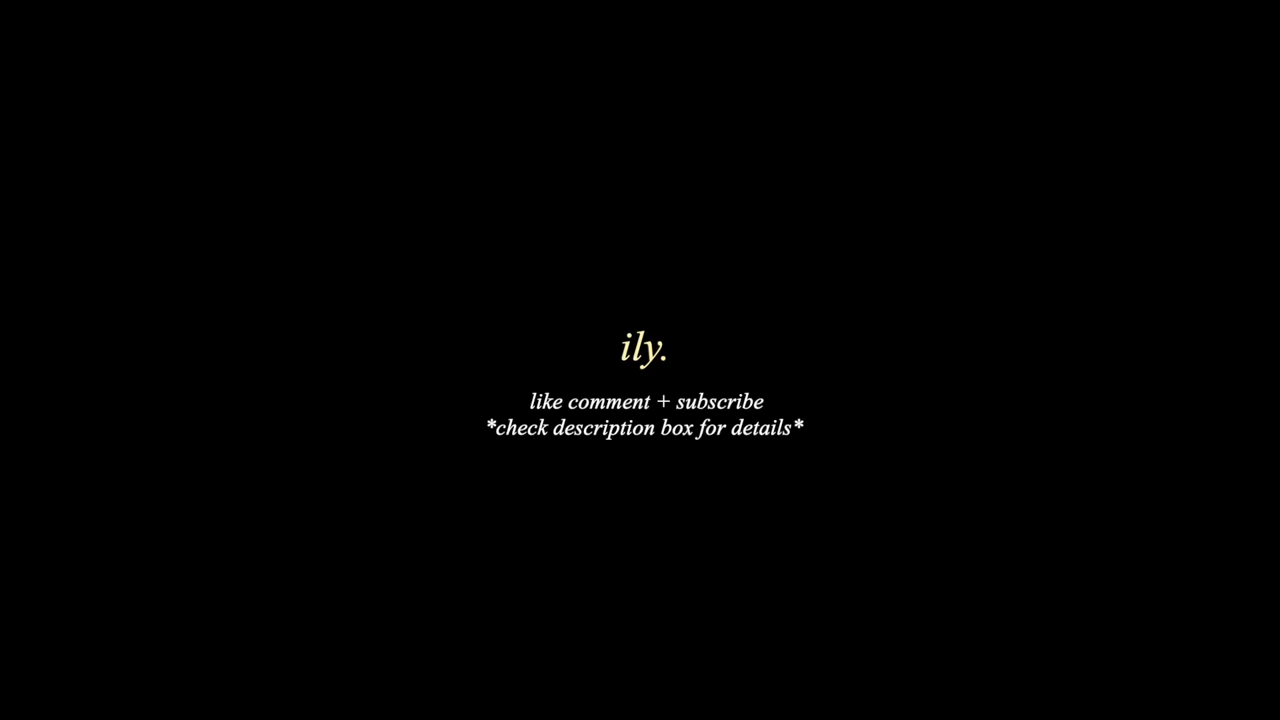 ily.
like comment + subscribe
*check description box for details*